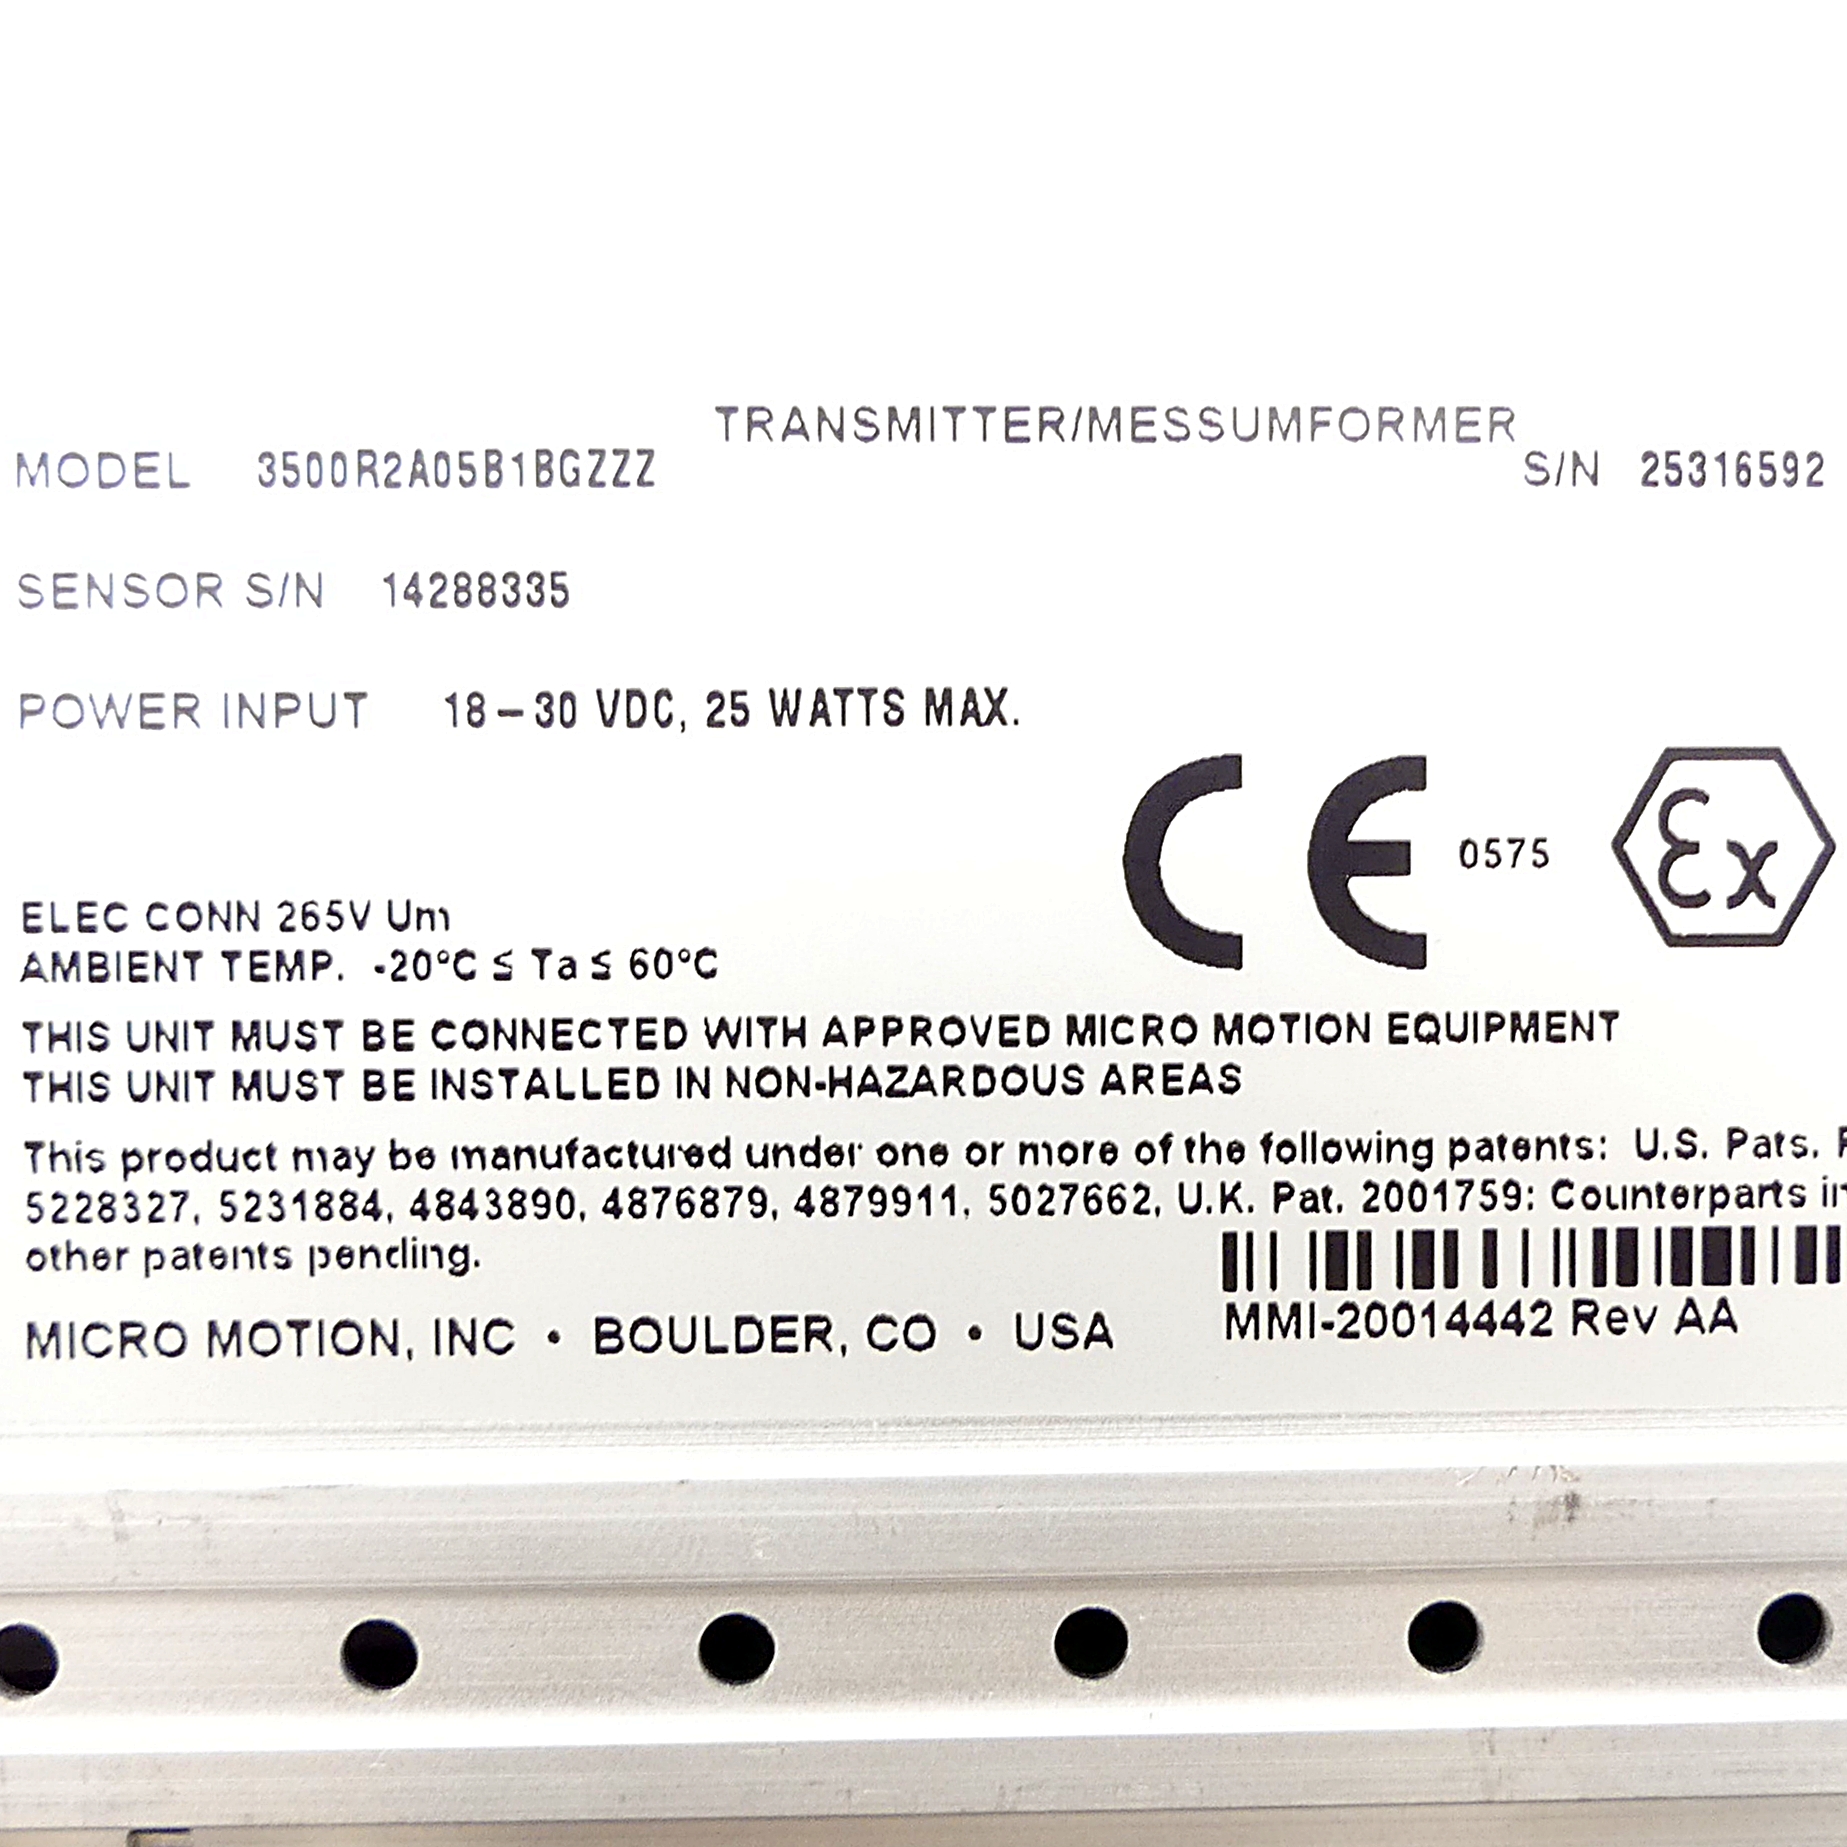 TRANSMITTER/MESSUMFORMER
MODEL 3500R2A05B1BGZZZ S/N 25316592
SENSOR S/N 14288335
POWER INPUT 18–30 VDC, 25 WATTS MAX.
CE 0575 Ex
ELEC CONN 265V Um
AMBIENT TEMP. -20°C ≤ Ta ≤ 60°C
THIS UNIT MUST BE CONNECTED WITH APPROVED MICRO MOTION EQUIPMENT
THIS UNIT MUST BE INSTALLED IN NON-HAZARDOUS AREAS
This product may be manufactured under one or more of the following patents: U.S. Pats.
5228327, 5231884, 4843890, 4876879, 4879911, 5027662, U.K. Pat. 2001759: Counterparts
other patents pending.
MICRO MOTION, INC • BOULDER, CO • USA
MMI-20014442 Rev AA